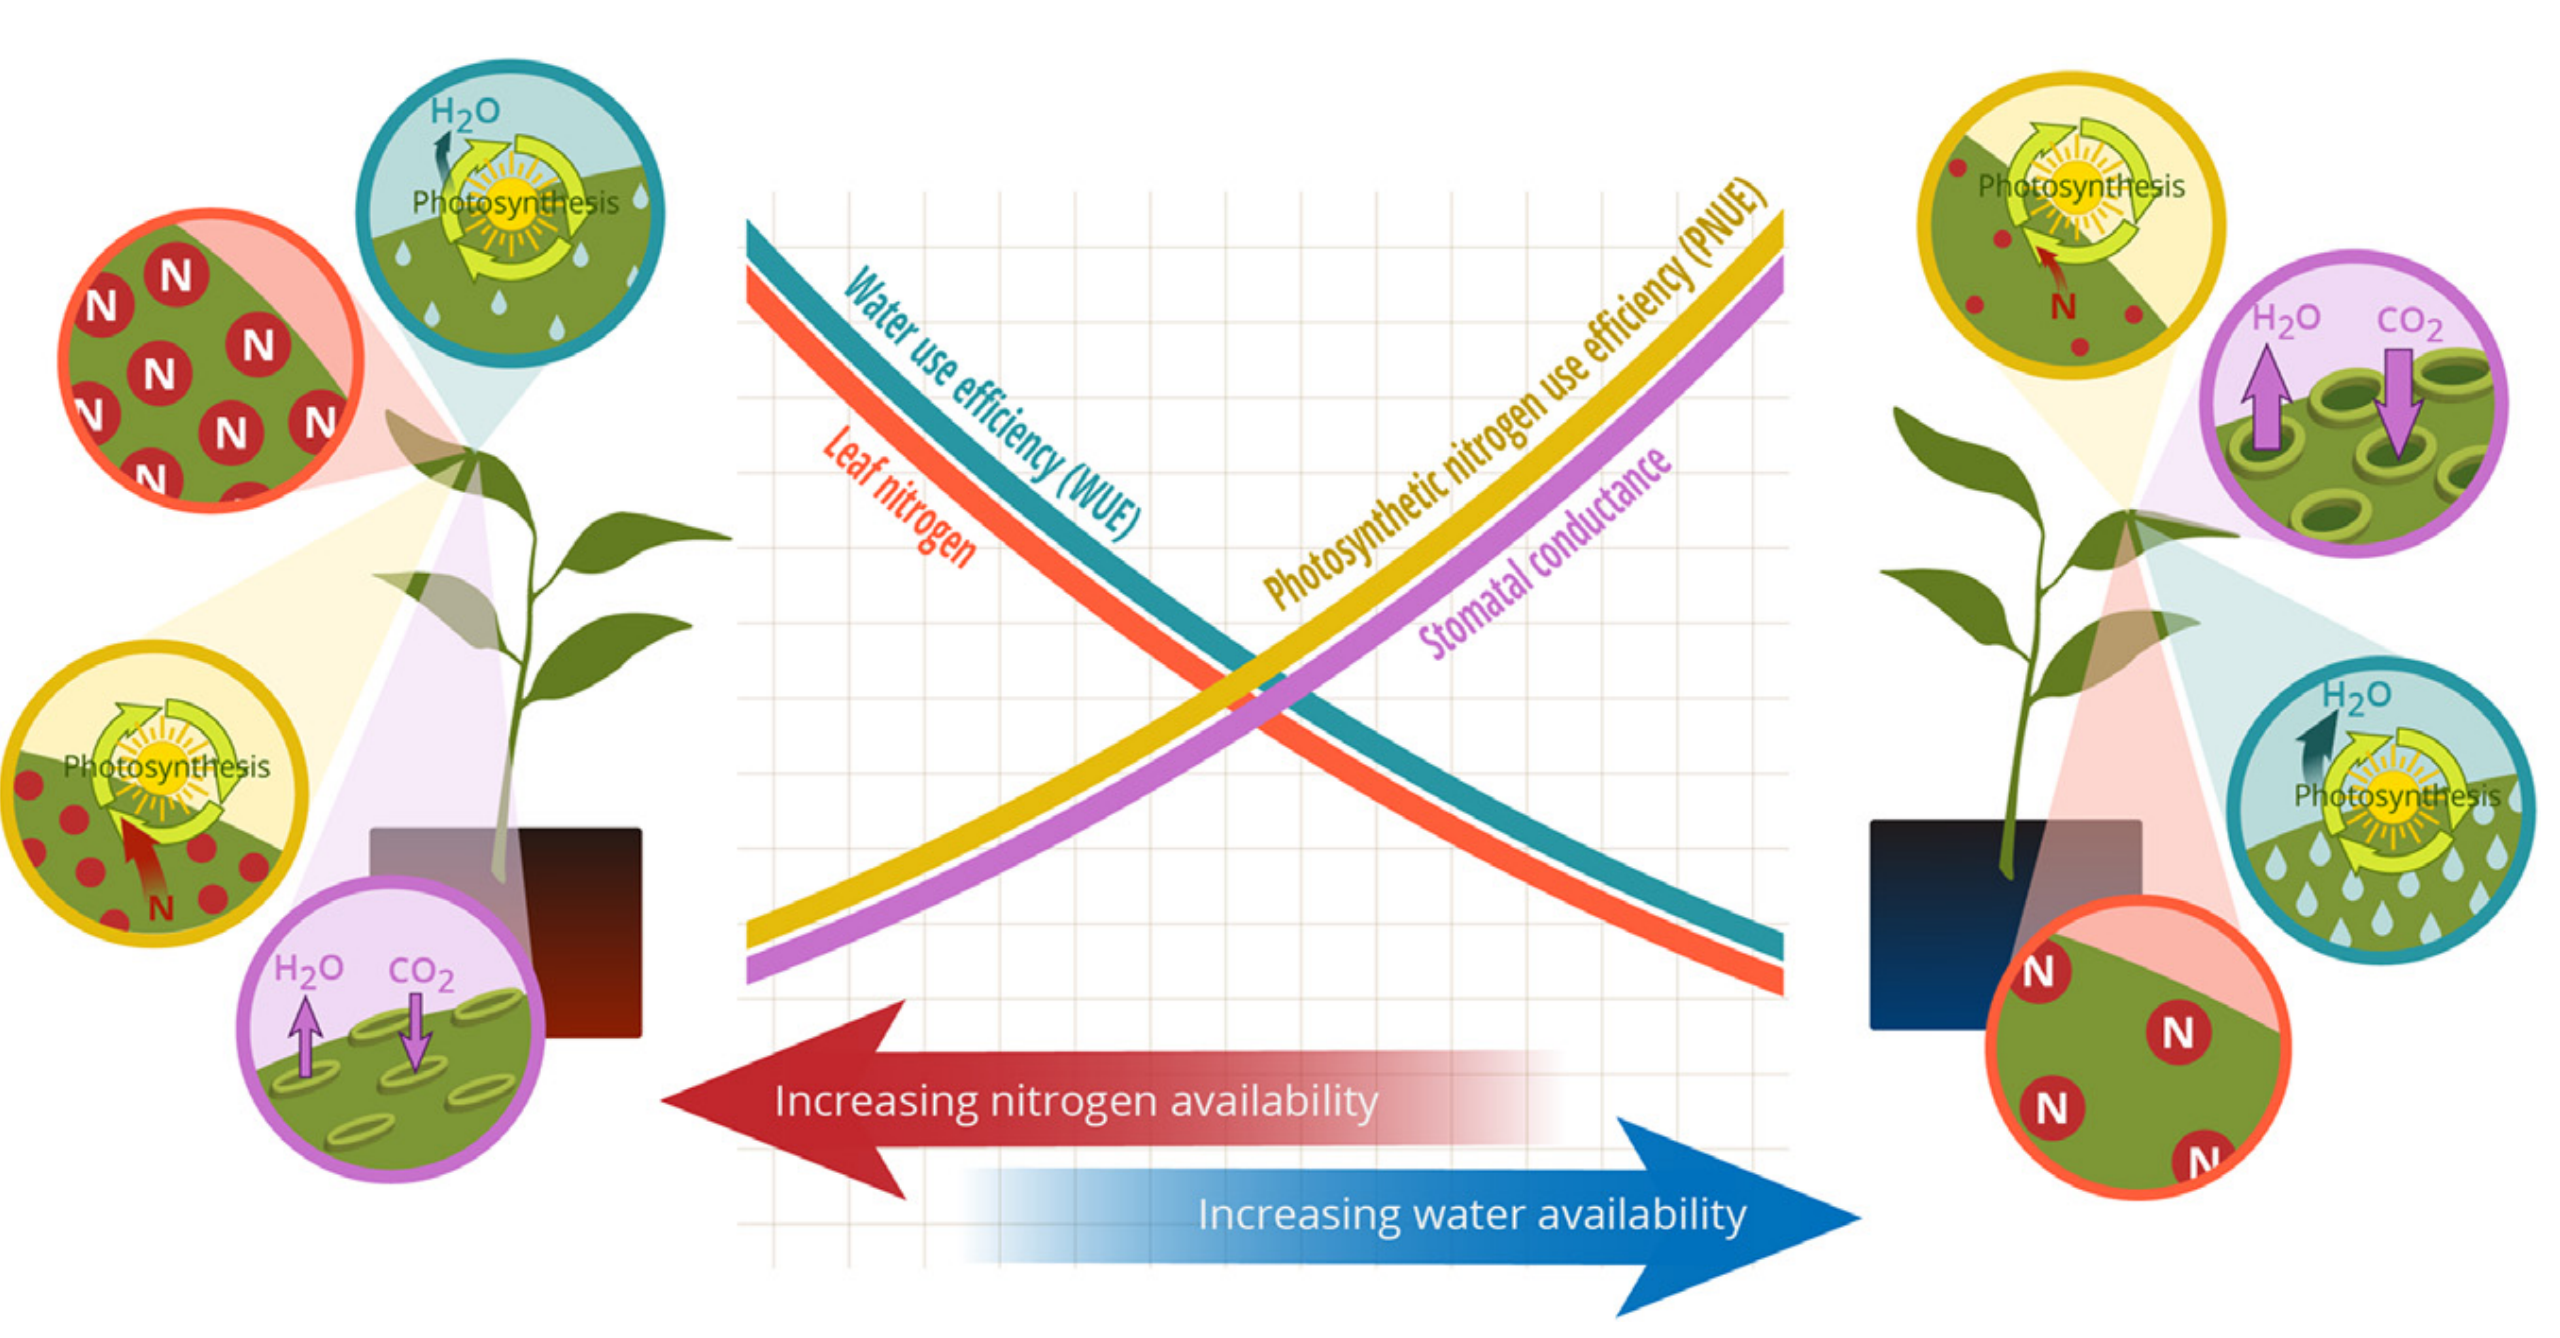 H2O
Photosynthesis
N
N
N
N
N
N
N
N
Photosynthesis
N
H2O CO2
Water use efficiency (WUE)
Leaf nitrogen
Photosynthetic nitrogen use efficiency (PNUE)
Stomatal conductance
Increasing nitrogen availability
Increasing water availability
Photosynthesis
N
H2O CO2
H2O
Photosynthesis
N
N
N
N